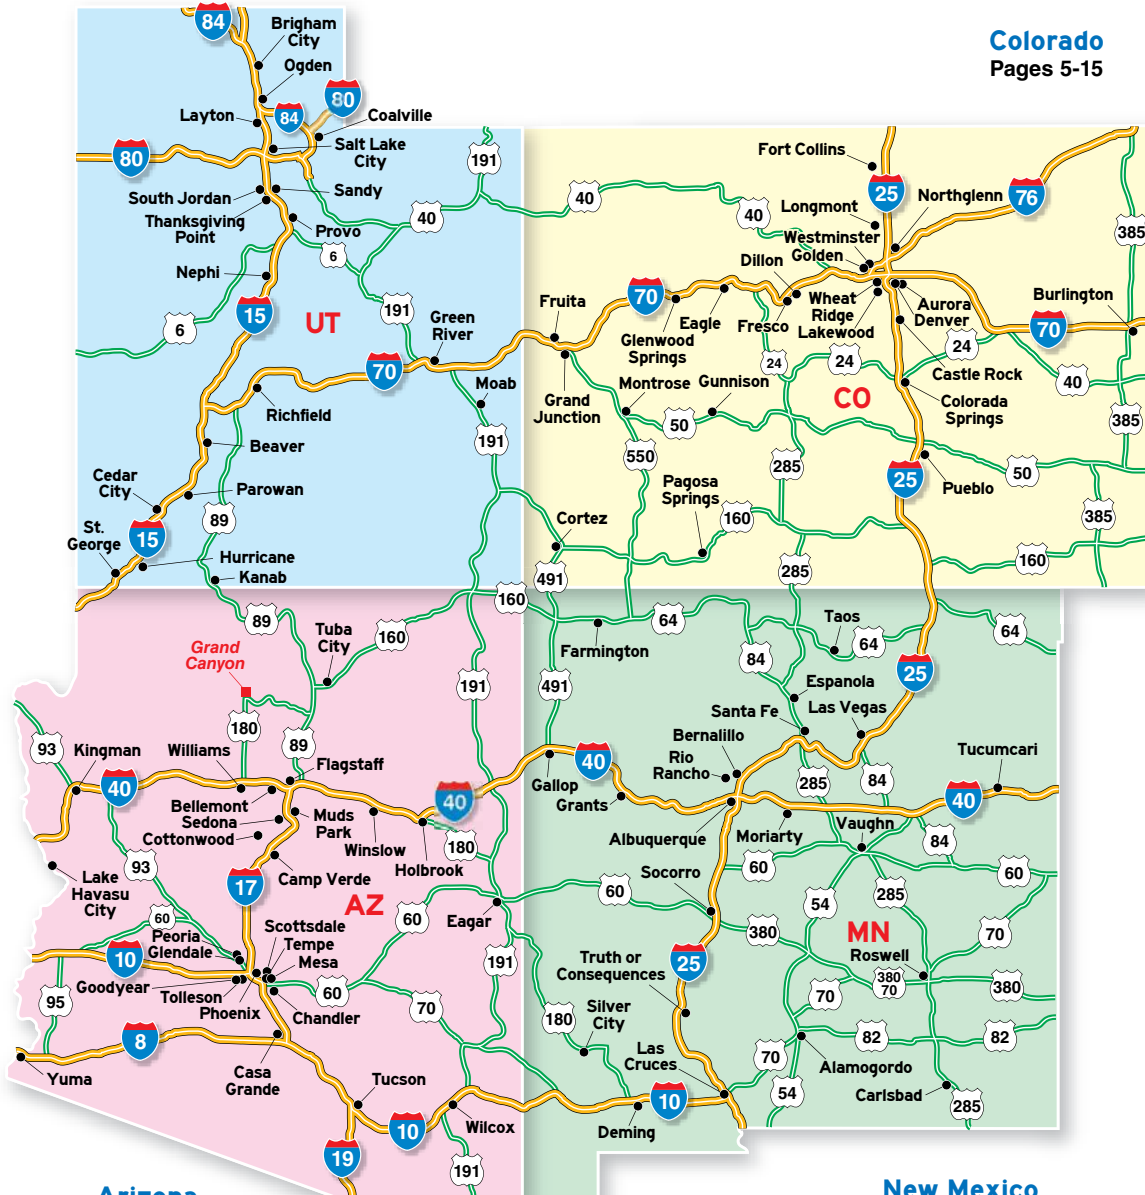 84
Brigham
City
Colorado
Pages 5-15
Ogden
80
Layton
84
Coalville
80
Salt Lake
City
191
Fort Collins
South Jordan
Sandy
40
25
Northglenn
76
Thanksgiving
Point
40
40
Longmont
Provo
6
Westminster
Golden
385
Nephi
Dillon
15
UT
191
Green
River
Fruita
70
Wheat
Ridge
Lakewood
Aurora
Denver
Burlington
6
Glenwood
Springs
Eagle
Fresco
70
70
24
24
24
Castle Rock
40
Richfield
Moab
Grand
Junction
Montrose
Gunnison
CO
Colorada
Springs
Beaver
191
50
385
550
285
Cedar
City
Parowan
Pagosa
Springs
25
Pueblo
50
St.
George
15
89
Cortez
160
385
Hurricane
Kanab
491
285
160
89
160
Tuba
City
160
64
Taos
64
64
Grand
Canyon
Farmington
84
25
191
491
Espanola
180
Santa Fe
Las Vegas
93
Kingman
Williams
89
Flagstaff
Bernalillo
Rio
Rancho
Tucumcari
40
40
40
Gallop
Grants
285
84
40
Bellemont
Sedona
Cottonwood
Muds
Park
Winslow
Holbrook
180
Albuquerque
Moriarty
Vaughn
84
Lake
Havasu
City
93
17
Camp Verde
60
60
AZ
Socorro
60
54
285
60
60
Eagar
Scottsdale
Tempe
Mesa
Peoria
Glendale
10
380
MN
Roswell
70
Goodyear
Tolleson
Phoenix
Chandler
60
191
Truth or
Consequences
25
380
70
380
95
70
70
8
180
Silver
City
82
82
Yuma
Casa
Grande
Las
Cruces
70
Alamogordo
Tucson
54
Carlsbad
285
10
Wilcox
10
Deming
19
191
Arizona
New Mexico